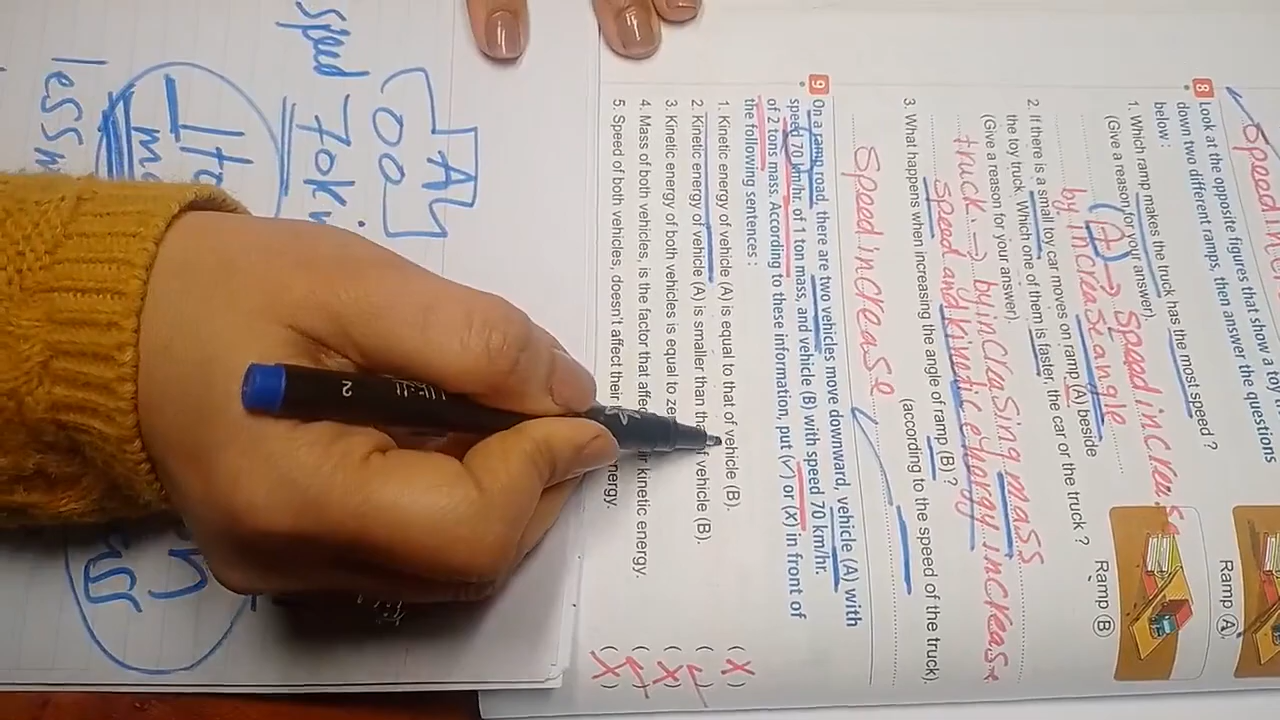 Speed in
8 Look at the opposite figures that show a toy
down two different ramps, then answer the questions
below :
Ramp A
1. Which ramp makes the truck has the most speed ?
(Give a reason for your answer).
(A) → Speed increase
by increase angle
Ramp B
2. If there is a small toy car moves on ramp (A) beside
the toy truck. Which one of them is faster, the car or the truck ?
(Give a reason for your answer).
truck → by increasing mass
speed and kinetic energy increase
3. What happens when increasing the angle of ramp (B) ?
(according to the speed of the truck).
Speed increase
9 On a ramp road, there are two vehicles move downward, vehicle (A) with
speed 70 km/hr. of 1 ton mass, and vehicle (B) with speed 70 km/hr.
of 2 tons mass. According to these information, put (✓) or (X) in front of
the following sentences :
1. Kinetic energy of vehicle (A) is equal to that of vehicle (B). (X)
2. Kinetic energy of vehicle (A) is smaller than of vehicle (B). (✓)
3. Kinetic energy of both vehicles is equal to (X)
4. Mass of both vehicles, is the factor that kinetic energy. (✓)
5. Speed of both vehicles, doesn't affect (X)
A
speed 70k
1to
less